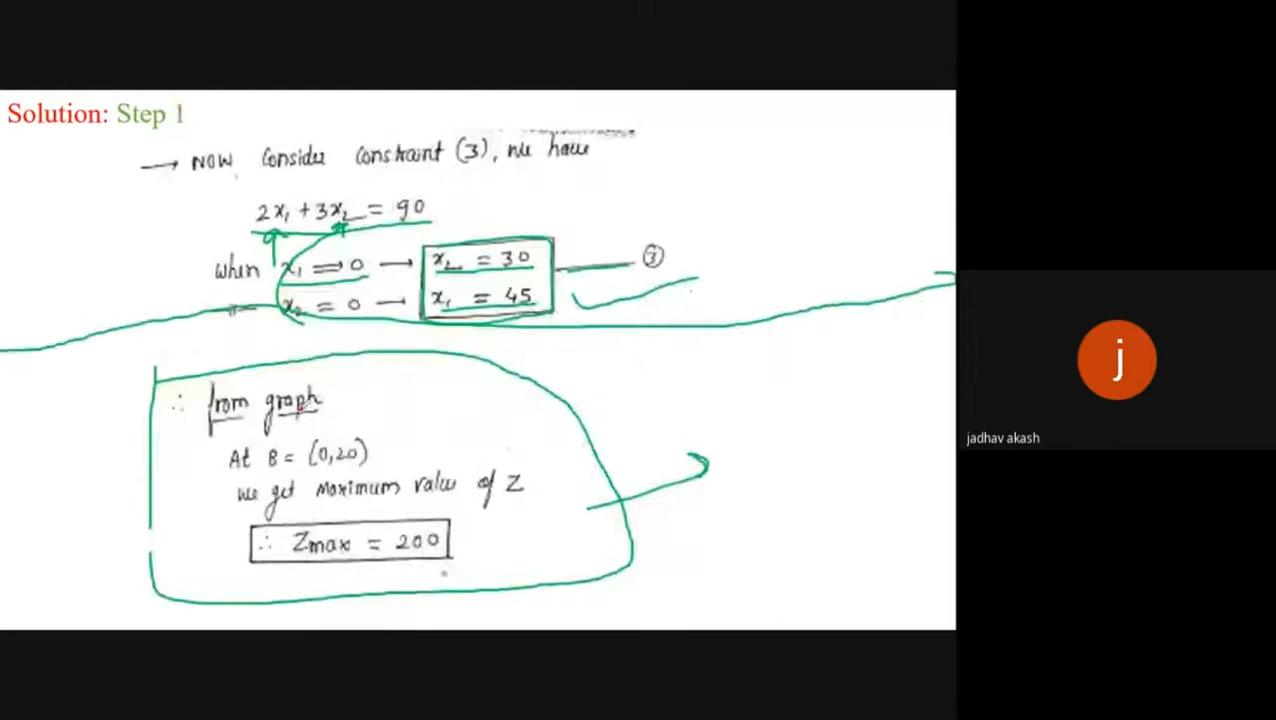 Solution: Step 1
→ NOW, Consider Constraint (3), we have
2x₁ + 3x₂ = 90
when x₁ = 0 → x₂ = 30 ③
x₂ = 0 → x₁ = 45
∴ from graph
At B = (0,20)
we get Maximum value of Z
∴ Zmax = 200
j
jadhav akash